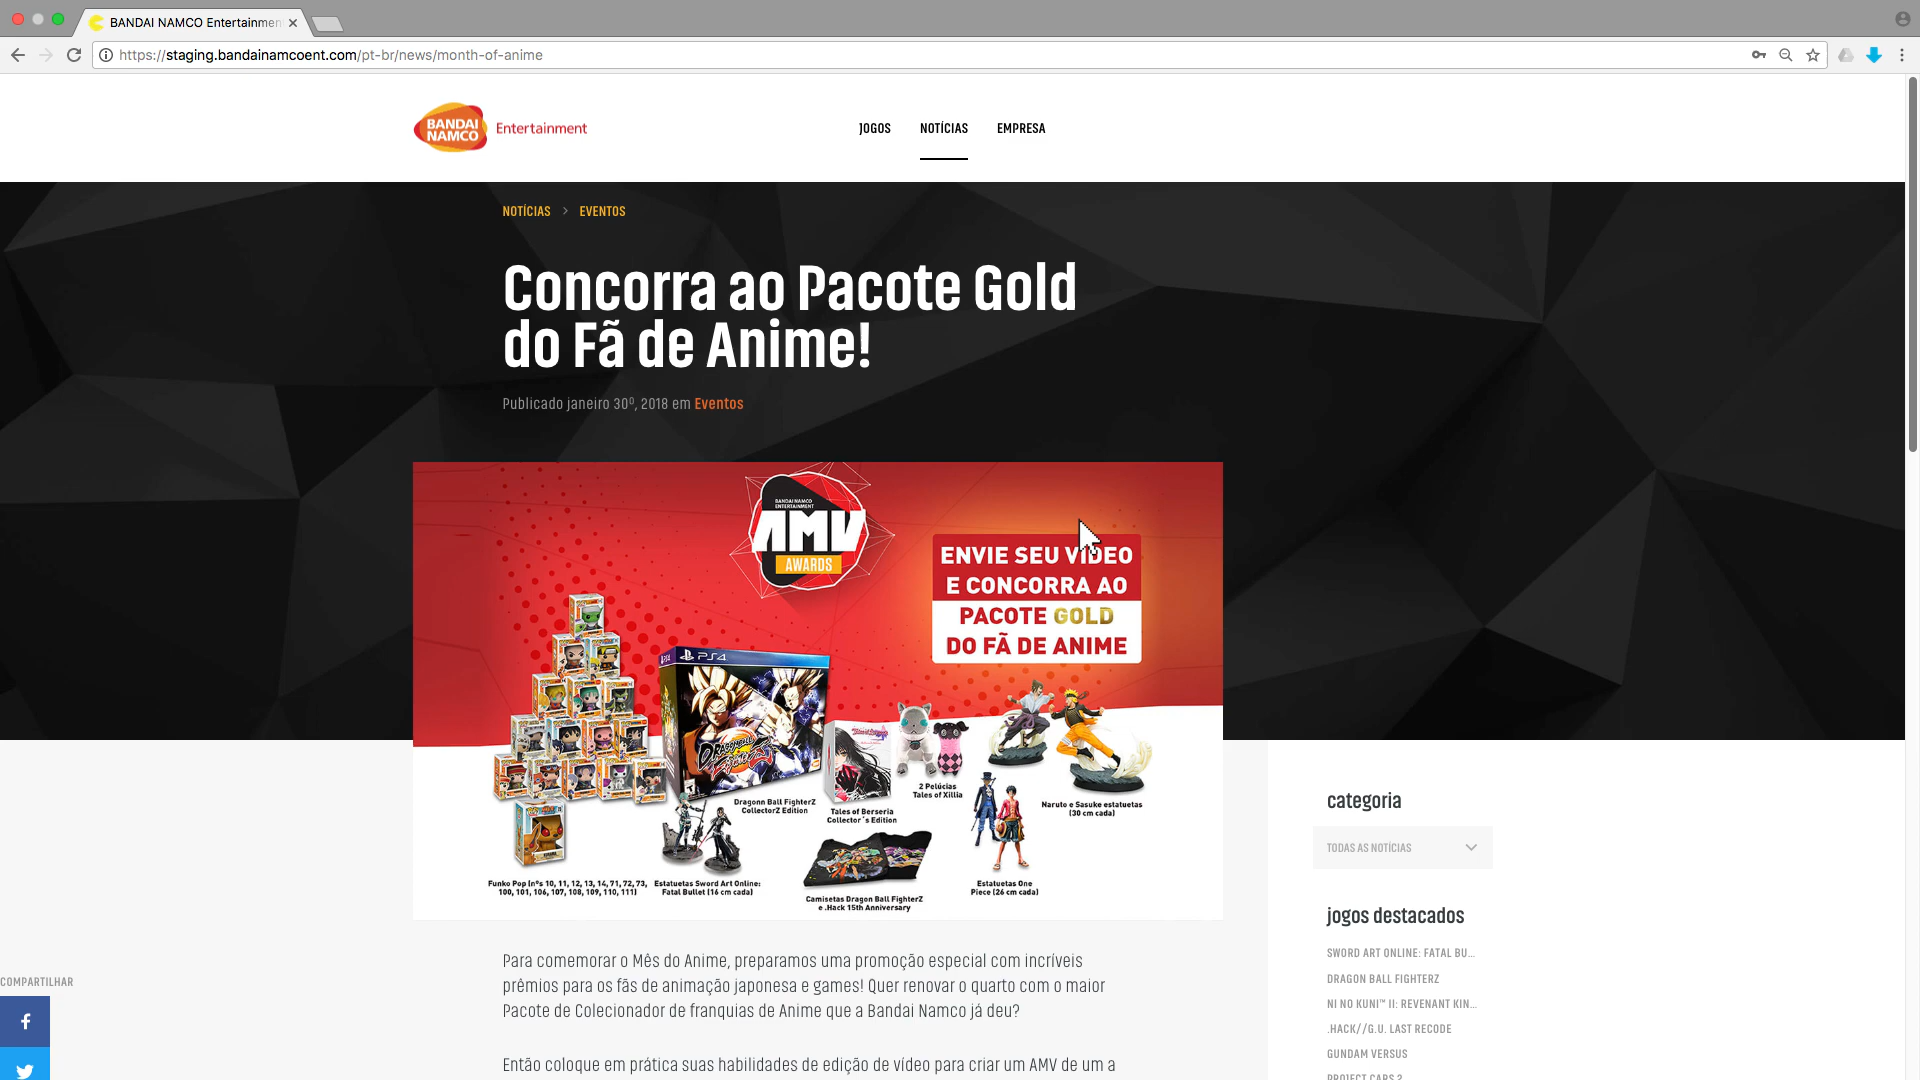 BANDAI NAMCO Entertainmen
https://staging.bandainamcoent.com/pt-br/news/month-of-anime
BANDAI
NAMCO
Entertainment
JOGOS
NOTÍCIAS
EMPRESA
NOTÍCIAS > EVENTOS
Concorra ao Pacote Gold
do Fã de Anime!
Publicado janeiro 30º, 2018 em Eventos
BANDAI NAMCO
ENTERTAINMENT
AMV
AWARDS
ENVIE SEU VÍDEO
E CONCORRA AO
PACOTE GOLD
DO FÃ DE ANIME
PS4
DRAGONBALL
FighterZ
Dragonn Ball FighterZ
CollectorZ Edition
Tales of Berseria
Collector´s Edition
2 Pelúcias
Tales of Xillia
Naruto e Sasuke estatuetas
(30 cm cada)
Funko Pop (nºs 10, 11, 12, 13, 14, 71, 72, 73,
100, 101, 106, 107, 108, 109, 110, 111)
Estatuetas Sword Art Online:
Fatal Bullet (16 cm cada)
Camisetas Dragon Ball FighterZ
e .Hack 15th Anniversary
Estatuetas One
Piece (26 cm cada)
categoria
TODAS AS NOTÍCIAS
jogos destacados
SWORD ART ONLINE: FATAL BU...
DRAGON BALL FIGHTERZ
NI NO KUNI™ II: REVENANT KIN...
.HACK//G.U. LAST RECODE
GUNDAM VERSUS
PROJECT CARS 2
COMPARTILHAR
Para comemorar o Mês do Anime, preparamos uma promoção especial com incríveis
prêmios para os fãs de animação japonesa e games! Quer renovar o quarto com o maior
Pacote de Colecionador de franquias de Anime que a Bandai Namco já deu?
Então coloque em prática suas habilidades de edição de vídeo para criar um AMV de um a